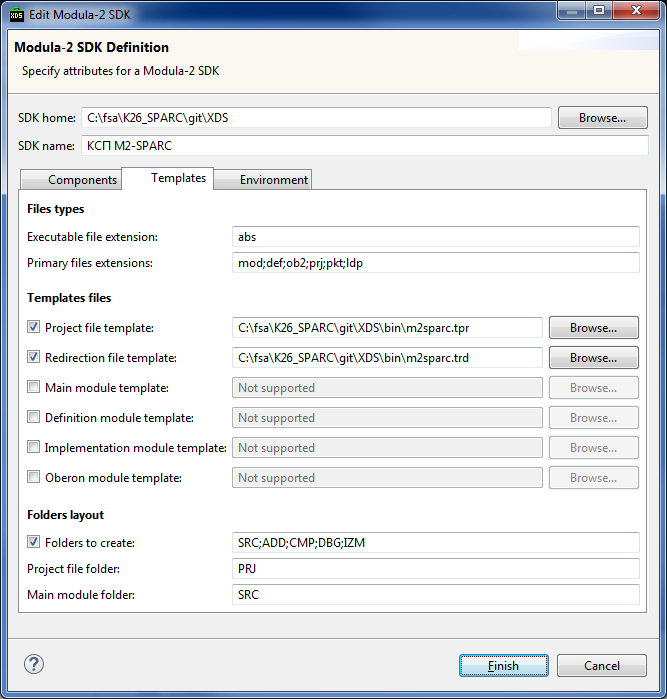 XDS Edit Modula-2 SDK
Modula-2 SDK Definition
Specify attributes for a Modula-2 SDK
SDK home: C:\fsa\K26_SPARC\git\XDS Browse...
SDK name: КСП M2-SPARC
Components Templates Environment
Files types
Executable file extension: abs
Primary files extensions: mod;def;ob2;prj;pkt;ldp
Templates files
Project file template: C:\fsa\K26_SPARC\git\XDS\bin\m2sparc.tpr Browse...
Redirection file template: C:\fsa\K26_SPARC\git\XDS\bin\m2sparc.trd Browse...
Main module template: Not supported Browse...
Definition module template: Not supported Browse...
Implementation module template: Not supported Browse...
Oberon module template: Not supported Browse...
Folders layout
Folders to create: SRC;ADD;CMP;DBG;IZM
Project file folder: PRJ
Main module folder: SRC
? Finish Cancel